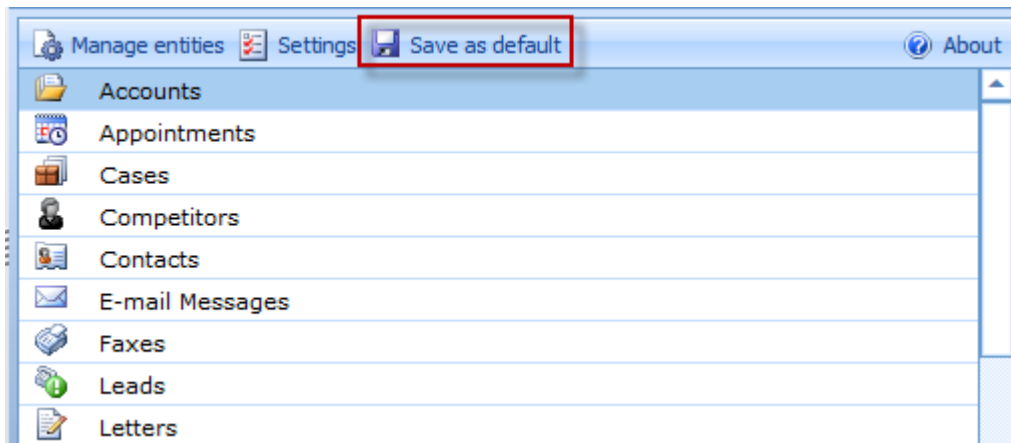 Manage entities Settings Save as default About
Accounts
Appointments
Cases
Competitors
Contacts
E-mail Messages
Faxes
Leads
Letters